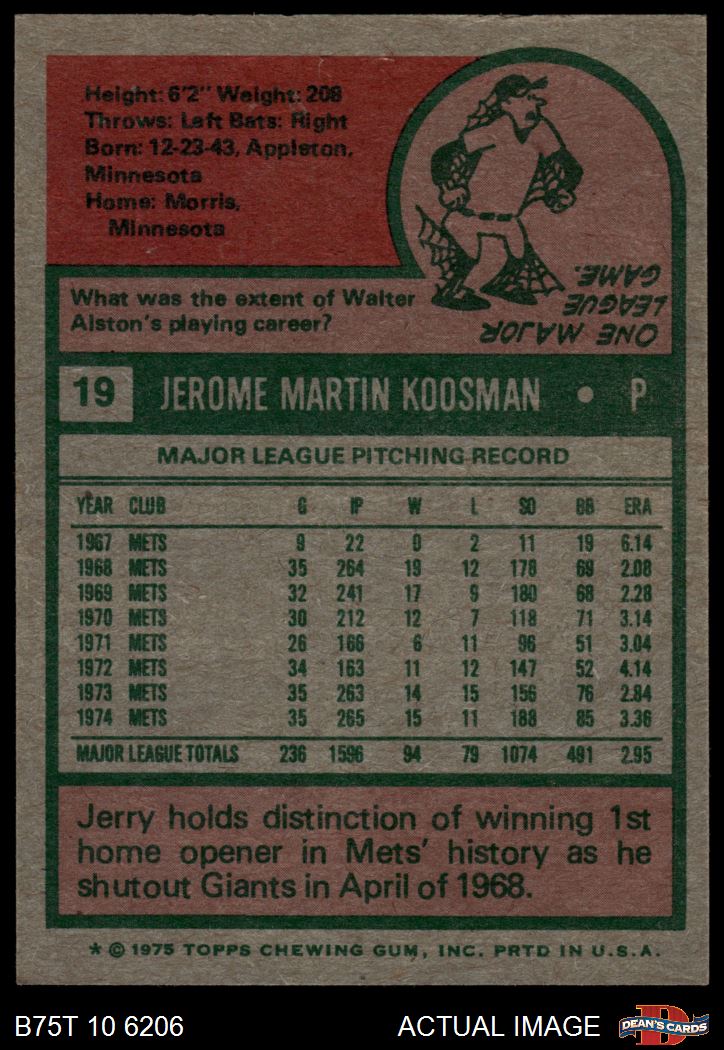 Height: 6'2" Weight: 208
Throws: Left Bats: Right
Born: 12-23-43, Appleton,
Minnesota
Home: Morris,
Minnesota
What was the extent of Walter
Alston's playing career?
ONE MAJOR
LEAGUE
GAME.
19 JEROME MARTIN KOOSMAN • P
MAJOR LEAGUE PITCHING RECORD
YEAR CLUB G IP W L SO BB ERA
1967 METS 9 22 0 2 11 19 6.14
1968 METS 35 264 19 12 178 69 2.08
1969 METS 32 241 17 9 180 68 2.28
1970 METS 30 212 12 7 118 71 3.14
1971 METS 26 166 6 11 96 51 3.04
1972 METS 34 163 11 12 147 52 4.14
1973 METS 35 263 14 15 156 76 2.84
1974 METS 35 265 15 11 188 85 3.36
MAJOR LEAGUE TOTALS 236 1596 94 79 1074 491 2.95
Jerry holds distinction of winning 1st
home opener in Mets' history as he
shutout Giants in April of 1968.
* © 1975 TOPPS CHEWING GUM, INC. PRTD IN U.S.A.
B75T 10 6206 ACTUAL IMAGE D DEAN'S CARDS